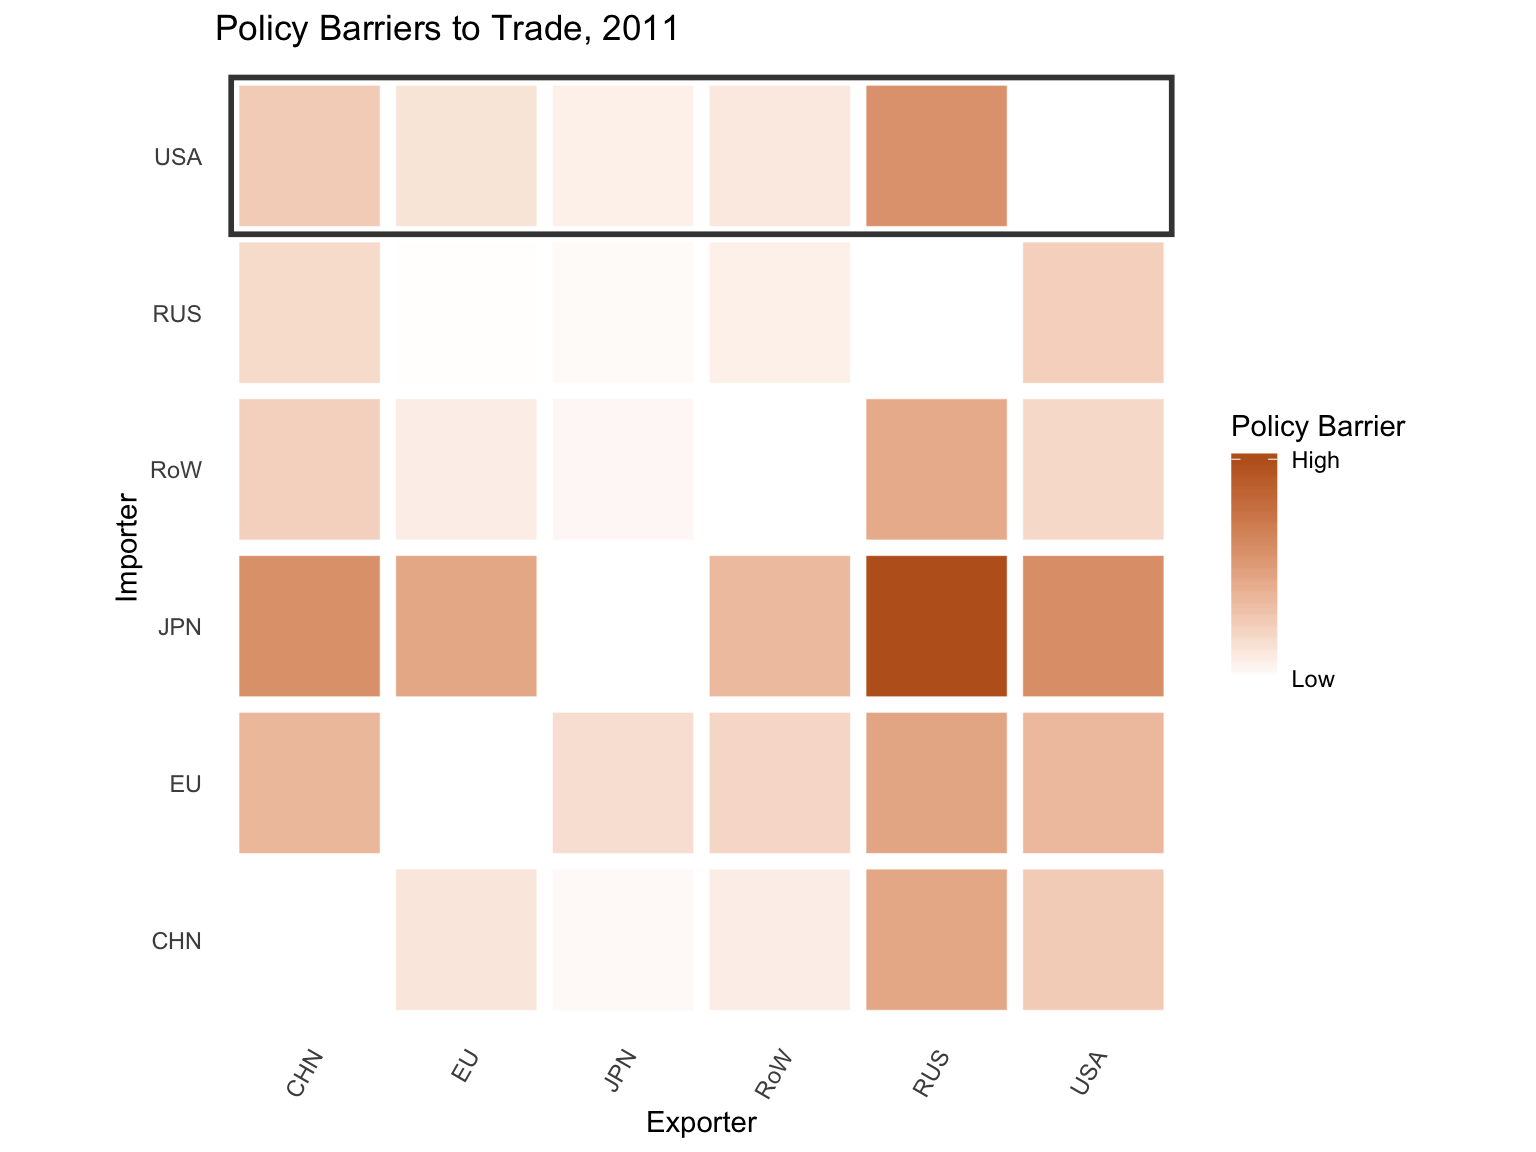 Policy Barriers to Trade, 2011
USA
RUS
RoW
JPN
EU
CHN
Importer
CHN
EU
JPN
RoW
RUS
USA
Exporter
Policy Barrier
High
Low